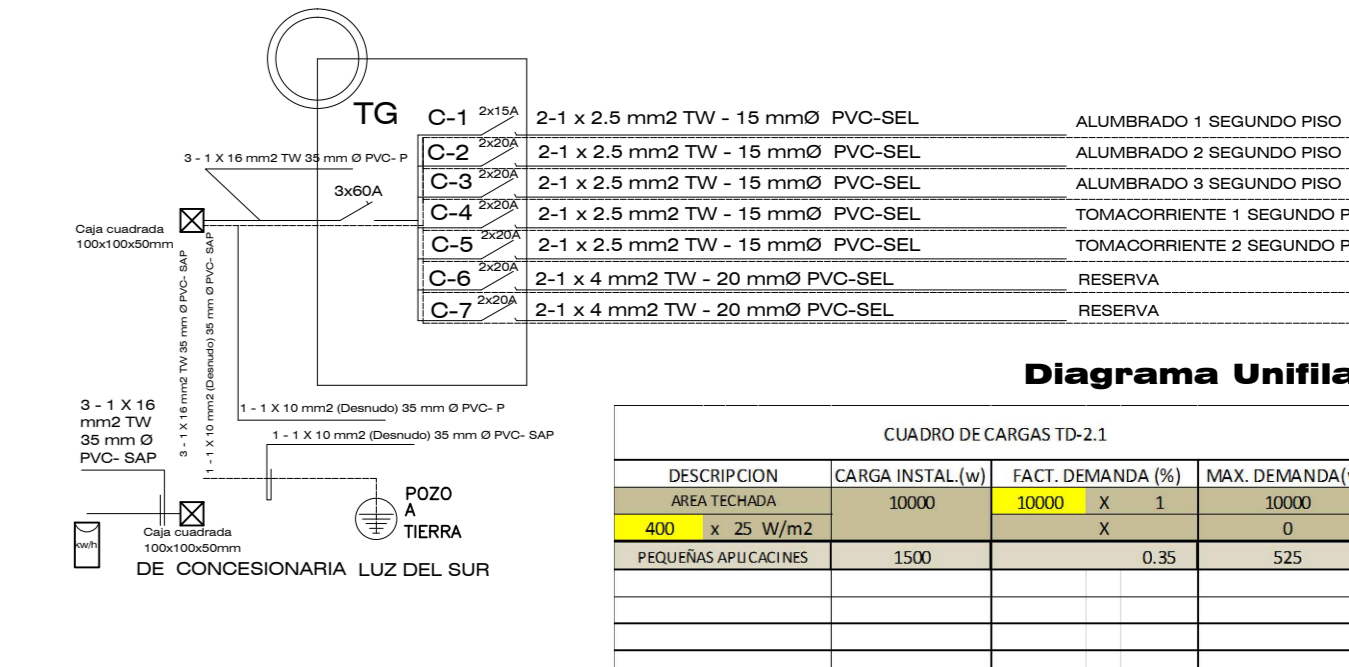 TG
C-1 2x15A 2-1 x 2.5 mm2 TW - 15 mmØ PVC-SEL ALUMBRADO 1 SEGUNDO PISO
C-2 2x20A 2-1 x 2.5 mm2 TW - 15 mmØ PVC-SEL ALUMBRADO 2 SEGUNDO PISO
C-3 2x20A 2-1 x 2.5 mm2 TW - 15 mmØ PVC-SEL ALUMBRADO 3 SEGUNDO PISO
C-4 2x20A 2-1 x 2.5 mm2 TW - 15 mmØ PVC-SEL TOMACORRIENTE 1 SEGUNDO P
C-5 2x20A 2-1 x 2.5 mm2 TW - 15 mmØ PVC-SEL TOMACORRIENTE 2 SEGUNDO P
C-6 2x20A 2-1 x 4 mm2 TW - 20 mmØ PVC-SEL RESERVA
C-7 2x20A 2-1 x 4 mm2 TW - 20 mmØ PVC-SEL RESERVA
3 - 1 X 16 mm2 TW 35 mm Ø PVC- P
3x60A
Caja cuadrada
100x100x50mm
3 - 1 X 16 mm2 TW 35 mm Ø PVC- SAP
1 - 1 X 10 mm2 (Desnudo) 35 mm Ø PVC- SAP
3 - 1 X 16
mm2 TW
35 mm Ø
PVC- SAP
1 - 1 X 10 mm2 (Desnudo) 35 mm Ø PVC- P
1 - 1 X 10 mm2 (Desnudo) 35 mm Ø PVC- SAP
POZO
A
TIERRA
kw/h
Caja cuadrada
100x100x50mm
DE CONCESIONARIA LUZ DEL SUR
Diagrama Unifila
CUADRO DE CARGAS TD-2.1
DESCRIPCION CARGA INSTAL.(w) FACT. DEMANDA (%) MAX. DEMANDA(w
AREA TECHADA 10000 10000 X 1 10000
400 x 25 W/m2 X 0
PEQUEÑAS APLICACINES 1500 0.35 525